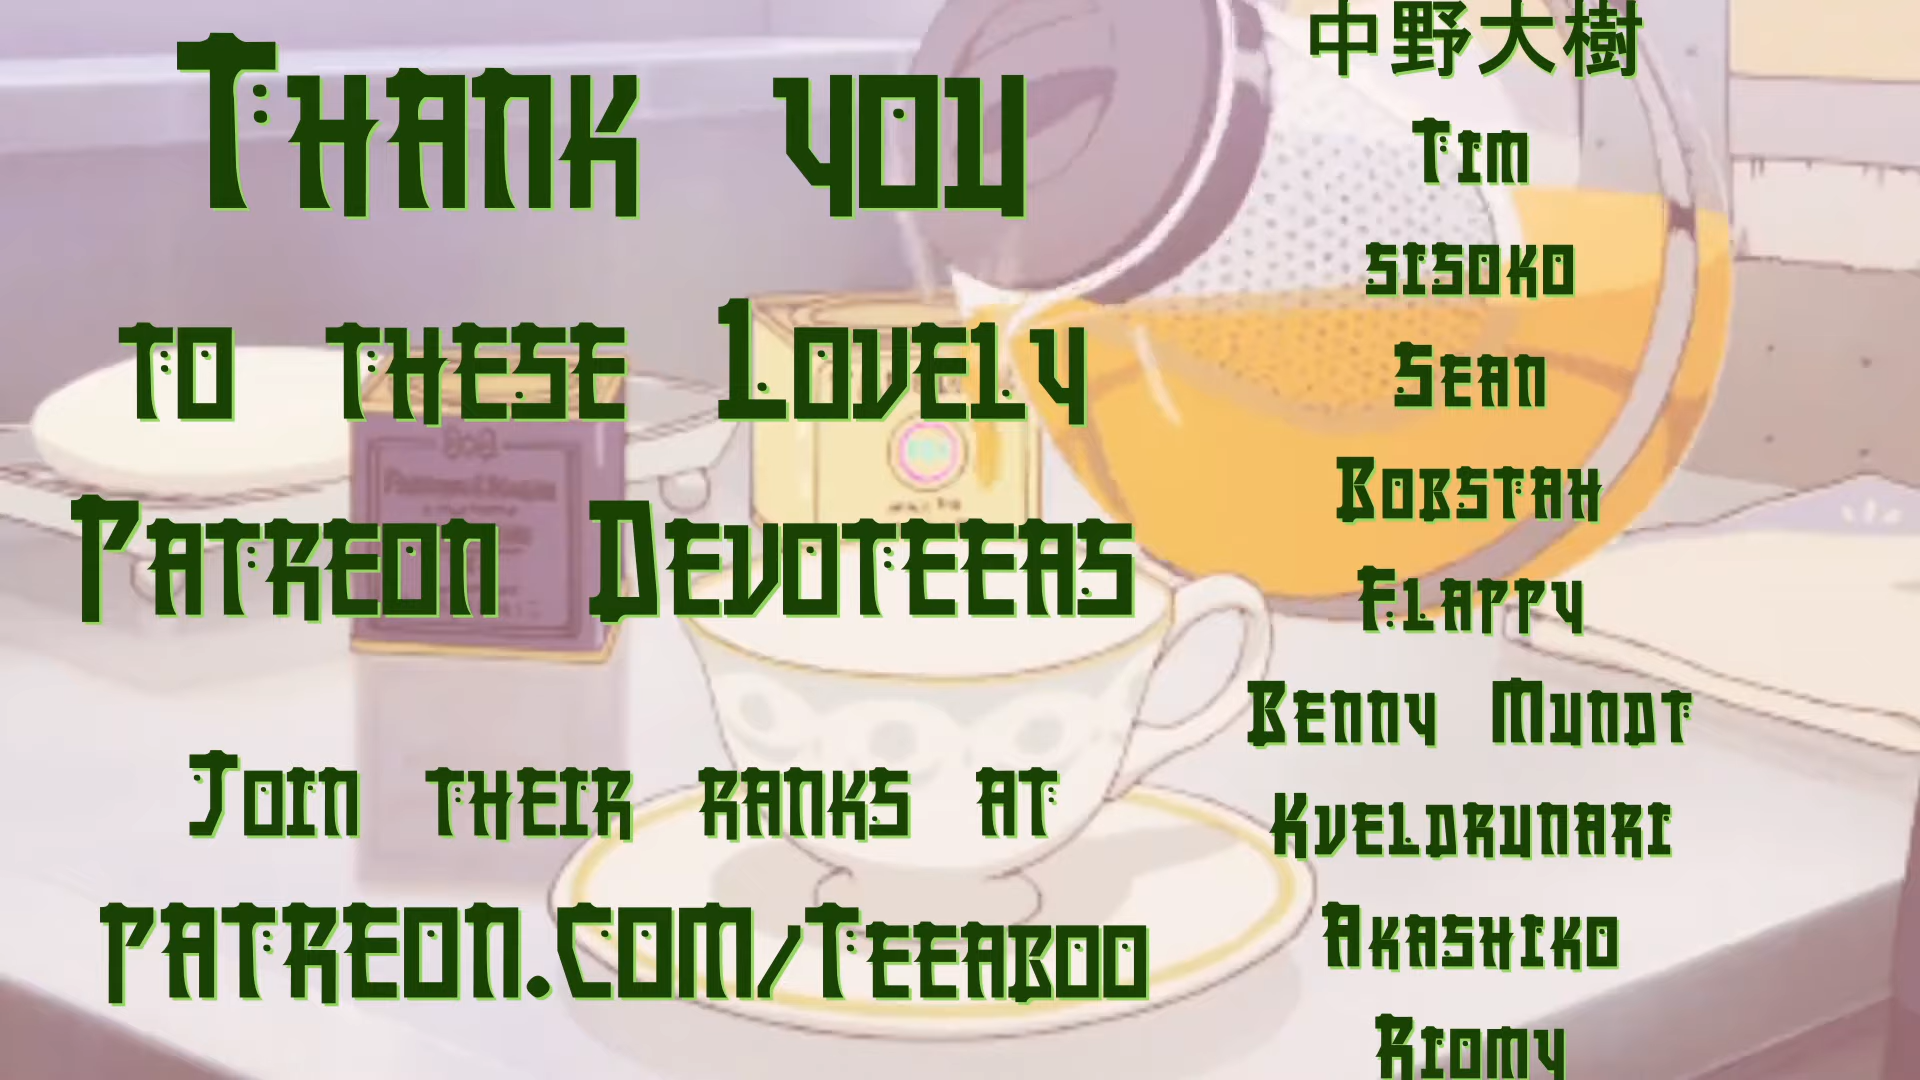 Thank you
to these Lovely
Patreon Devoteeas
Join their ranks at
patreon.com/Teeaboo
中野大樹
Tim
sisoko
Sean
Bobstah
Flappy
Benny Mundt
Kveldrunari
Akashiko
Riomy